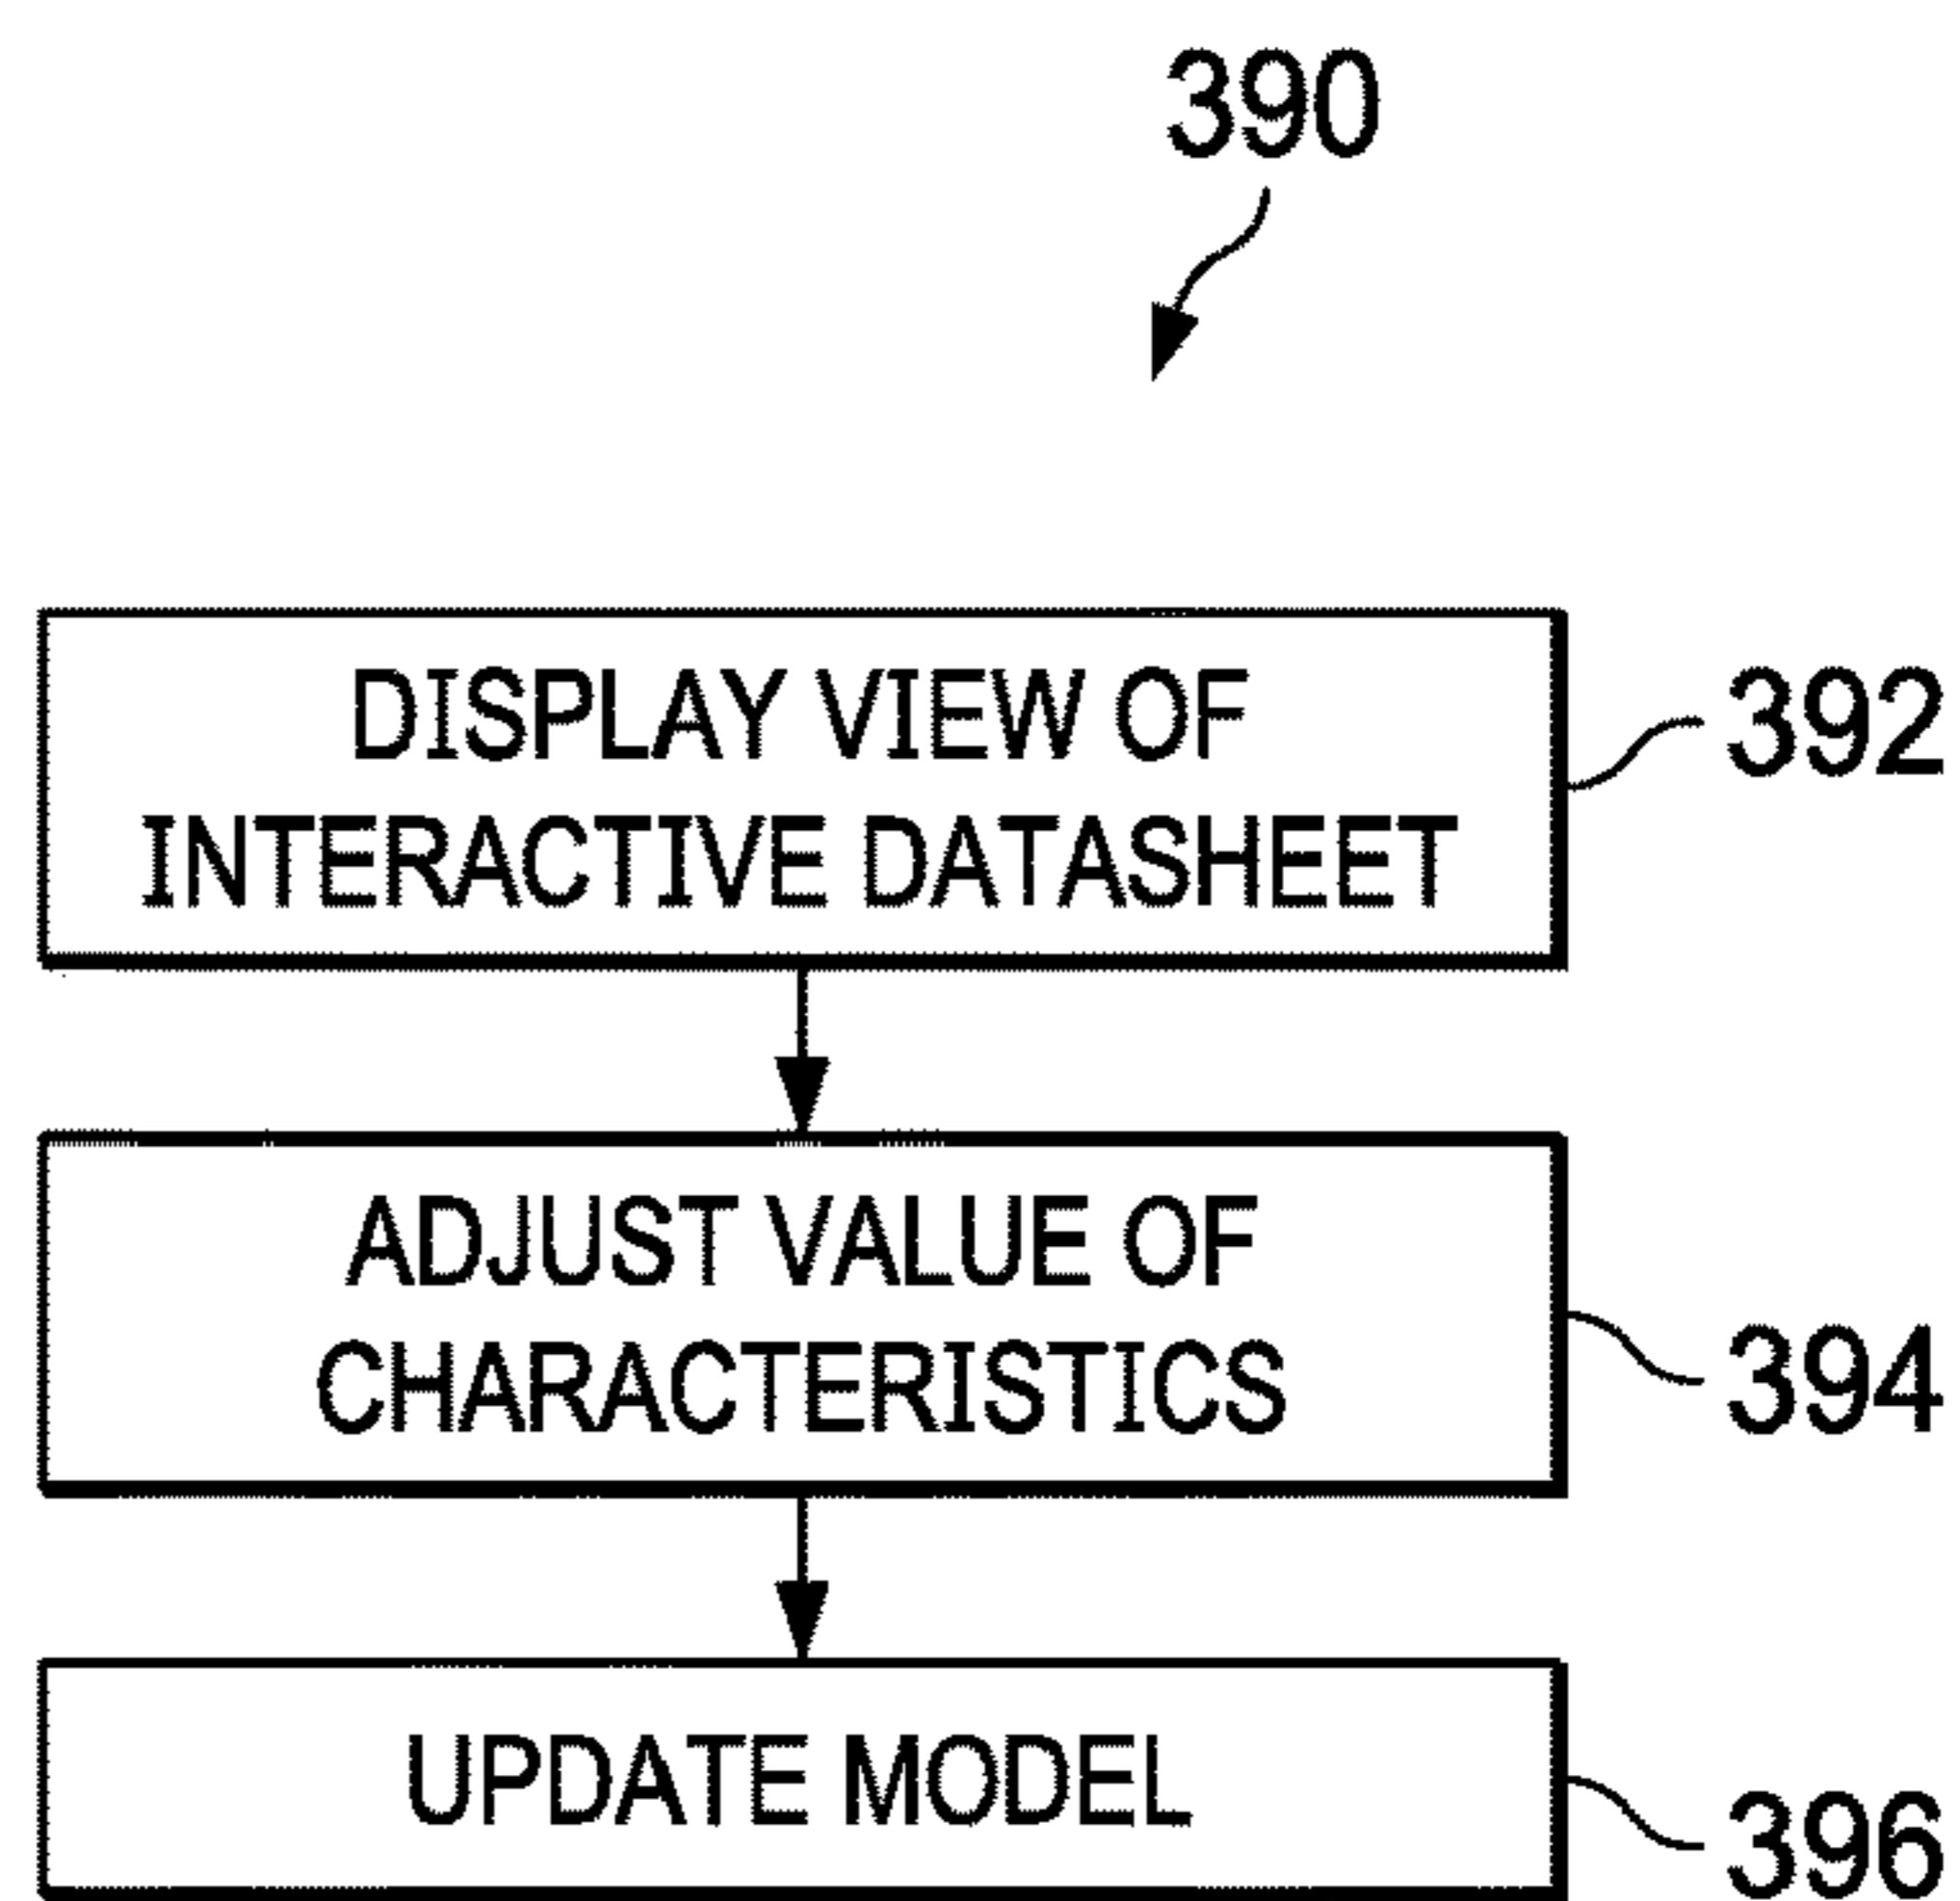 390
DISPLAY VIEW OF
INTERACTIVE DATASHEET
392
ADJUST VALUE OF
CHARACTERISTICS
394
UPDATE MODEL
396